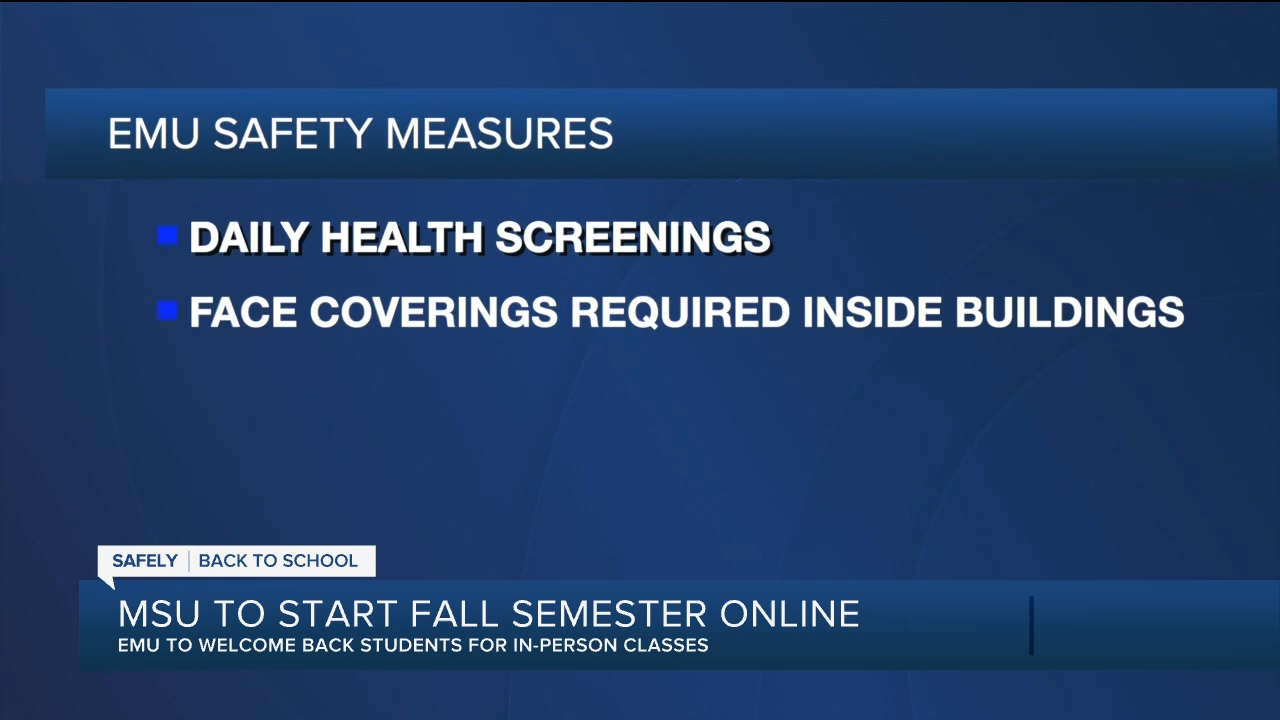 EMU SAFETY MEASURES
DAILY HEALTH SCREENINGS
FACE COVERINGS REQUIRED INSIDE BUILDINGS
SAFELY | BACK TO SCHOOL
MSU TO START FALL SEMESTER ONLINE
EMU TO WELCOME BACK STUDENTS FOR IN-PERSON CLASSES